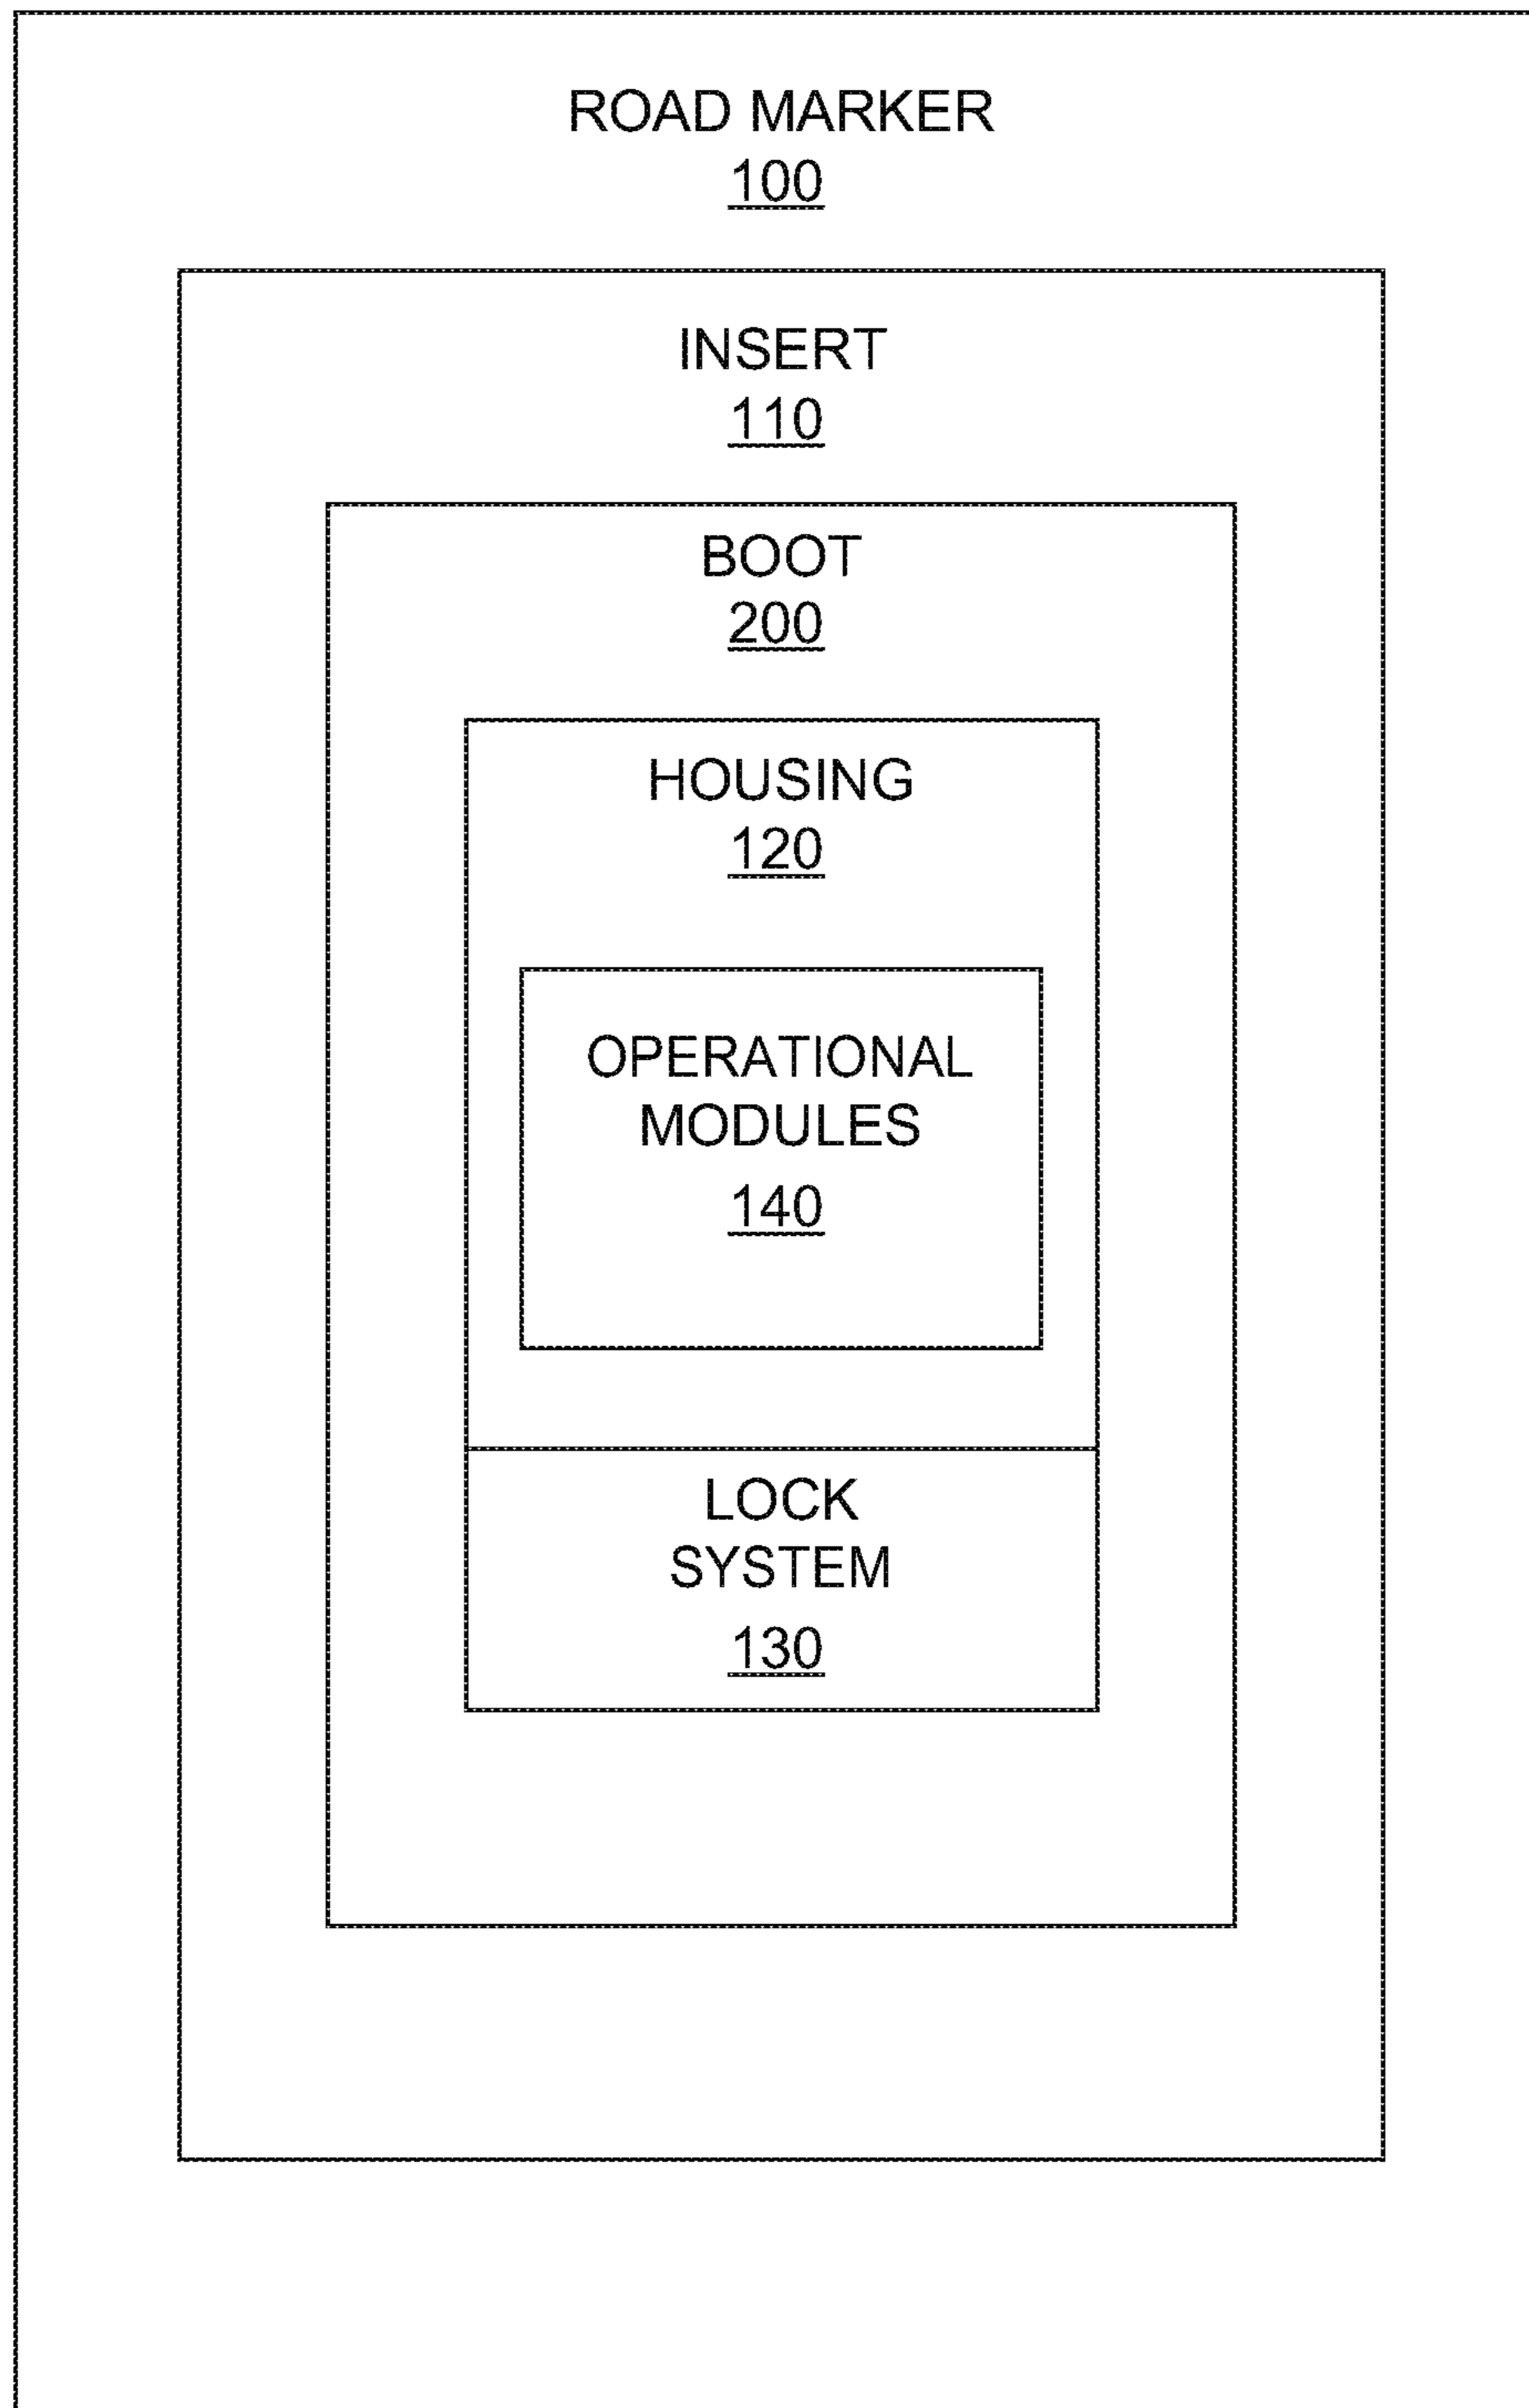 ROAD MARKER
100
INSERT
110
BOOT
200
HOUSING
120
OPERATIONAL
MODULES
140
LOCK
SYSTEM
130